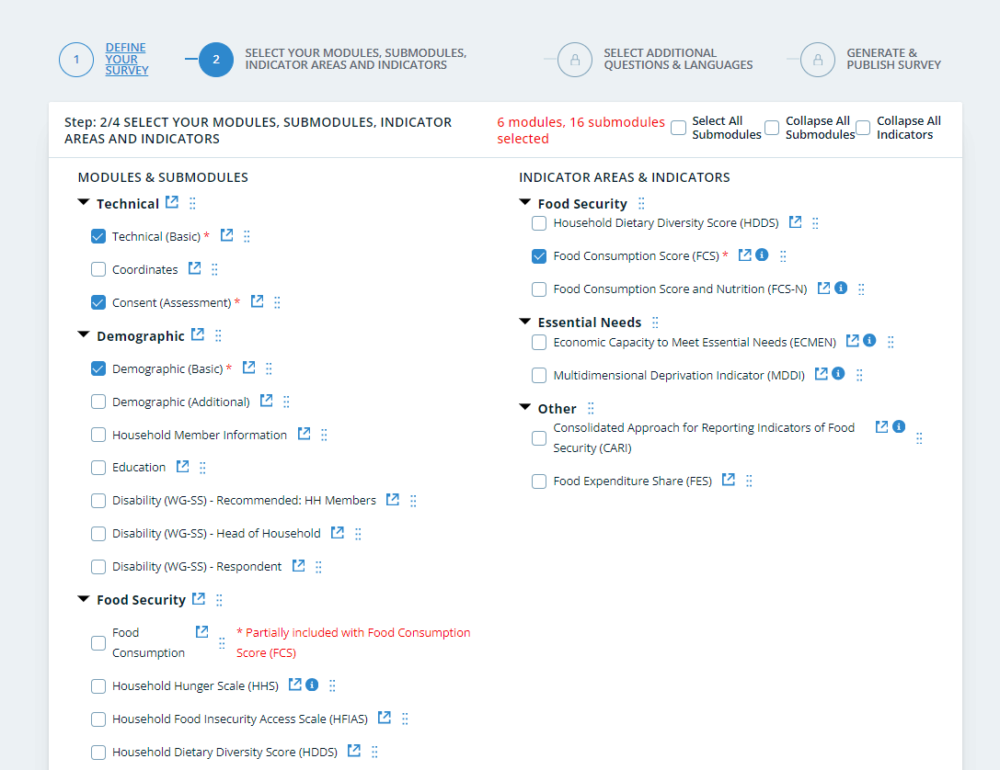 1
DEFINE
YOUR
SURVEY
2
SELECT YOUR MODULES, SUBMODULES,
INDICATOR AREAS AND INDICATORS
SELECT ADDITIONAL
QUESTIONS & LANGUAGES
GENERATE &
PUBLISH SURVEY
Step: 2/4 SELECT YOUR MODULES, SUBMODULES, INDICATOR
AREAS AND INDICATORS
6 modules, 16 submodules
selected
Select All
Submodules
Collapse All
Submodules
Collapse All
Indicators
MODULES & SUBMODULES
Technical
Technical (Basic) *
Coordinates
Consent (Assessment) *
Demographic
Demographic (Basic) *
Demographic (Additional)
Household Member Information
Education
Disability (WG-SS) - Recommended: HH Members
Disability (WG-SS) - Head of Household
Disability (WG-SS) - Respondent
Food Security
Food
Consumption
* Partially included with Food Consumption
Score (FCS)
Household Hunger Scale (HHS)
Household Food Insecurity Access Scale (HFIAS)
Household Dietary Diversity Score (HDDS)
INDICATOR AREAS & INDICATORS
Food Security
Household Dietary Diversity Score (HDDS)
Food Consumption Score (FCS) *
Food Consumption Score and Nutrition (FCS-N)
Essential Needs
Economic Capacity to Meet Essential Needs (ECMEN)
Multidimensional Deprivation Indicator (MDDI)
Other
Consolidated Approach for Reporting Indicators of Food
Security (CARI)
Food Expenditure Share (FES)